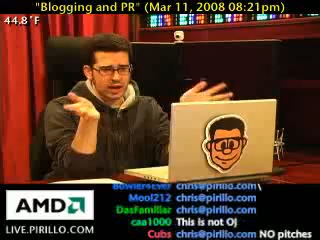 "Blogging and PR" (Mar 11, 2008 08:21pm)
44.8°F
Bowler4Ever chris@pirillo.com\
Mool212 chris@pirillo.com
DasFamiliar chris@pirillo.com
caa1000 This is not OJ
Cubs chris@pirillo.com NO pitches
AMD
LIVE.PIRILLO.COM